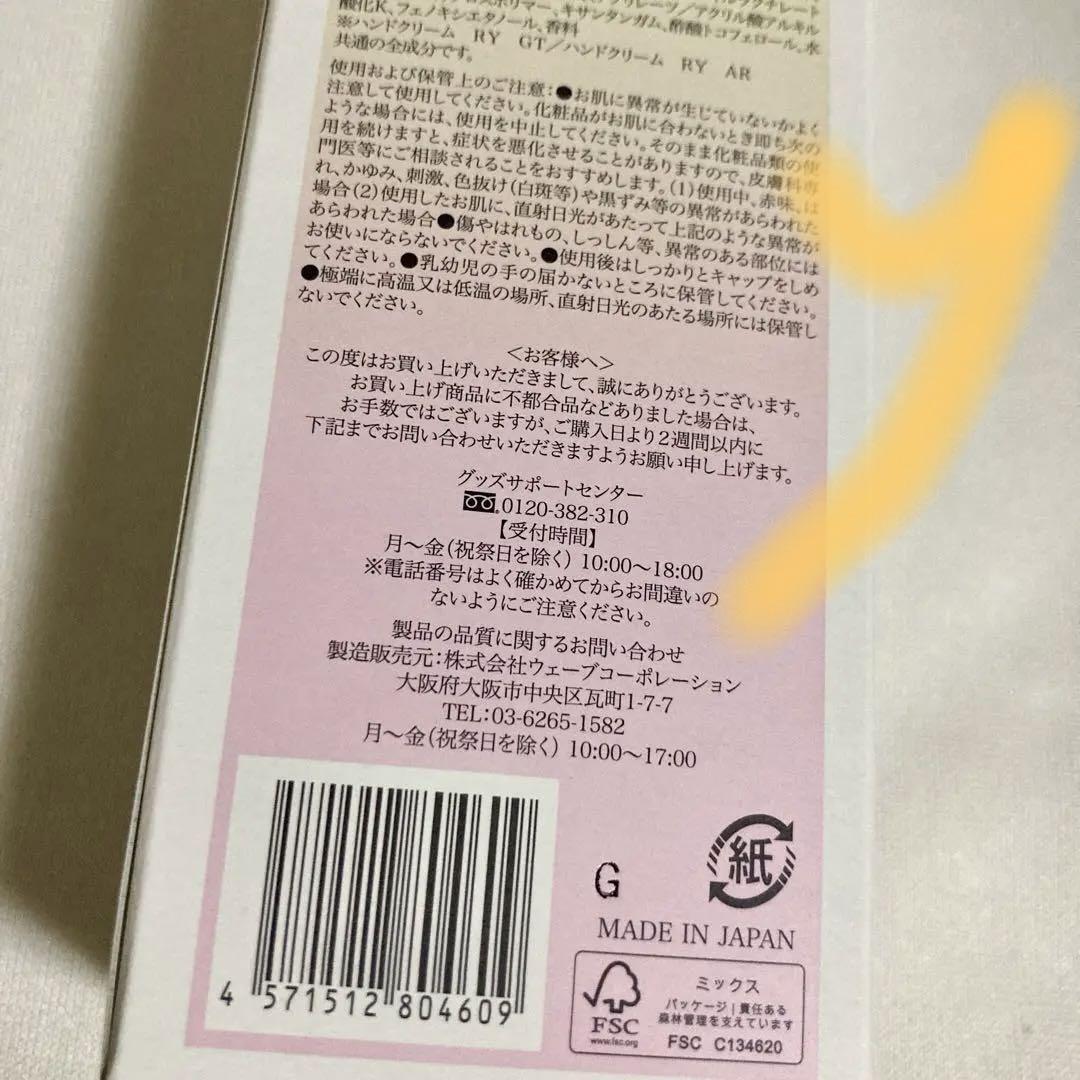 酸化K、フェノキシエタノール、キサンタンガム、酢酸トコフェロール、水
※ハンドクリーム RY GT／ハンドクリーム RY AR
共通の全成分です。
使用および保管上のご注意：●お肌に異常が生じていないかよく
注意して使用してください。化粧品がお肌に合わないとき即ち次の
ような場合には、使用を中止してください。そのまま化粧品類の使
用を続けますと、症状を悪化させることがありますので、皮膚科専
門医等にご相談されることをおすすめします。(1)使用中、赤味、は
れ、かゆみ、刺激、色抜け(白斑等)や黒ずみ等の異常があらわれた
場合(2)使用したお肌に、直射日光があたって上記のような異常が
あらわれた場合●傷やはれもの、しっしん等、異常のある部位には
お使いにならないでください。●使用後はしっかりとキャップをしめ
てください。●乳幼児の手の届かないところに保管してください。
●極端に高温又は低温の場所、直射日光のあたる場所には保管し
ないでください。
＜お客様へ＞
この度はお買い上げいただきまして、誠にありがとうございます。
お買い上げ商品に不都合品などありました場合は、
お手数ではございますが、ご購入日より2週間以内に
下記までお問い合わせいただきますようお願い申し上げます。
グッズサポートセンター
0120-382-310
【受付時間】
月〜金(祝祭日を除く) 10:00〜18:00
※電話番号はよく確かめてからお間違いの
ないようにご注意ください。
製品の品質に関するお問い合わせ
製造販売元：株式会社ウェーブコーポレーション
大阪府大阪市中央区瓦町1-7-7
TEL：03-6265-1582
月〜金(祝祭日を除く) 10:00〜17:00
紙
G
MADE IN JAPAN
4 571512 804609
FSC
www.fsc.org
ミックス
パッケージ｜責任ある
森林管理を支えています
FSC C134620